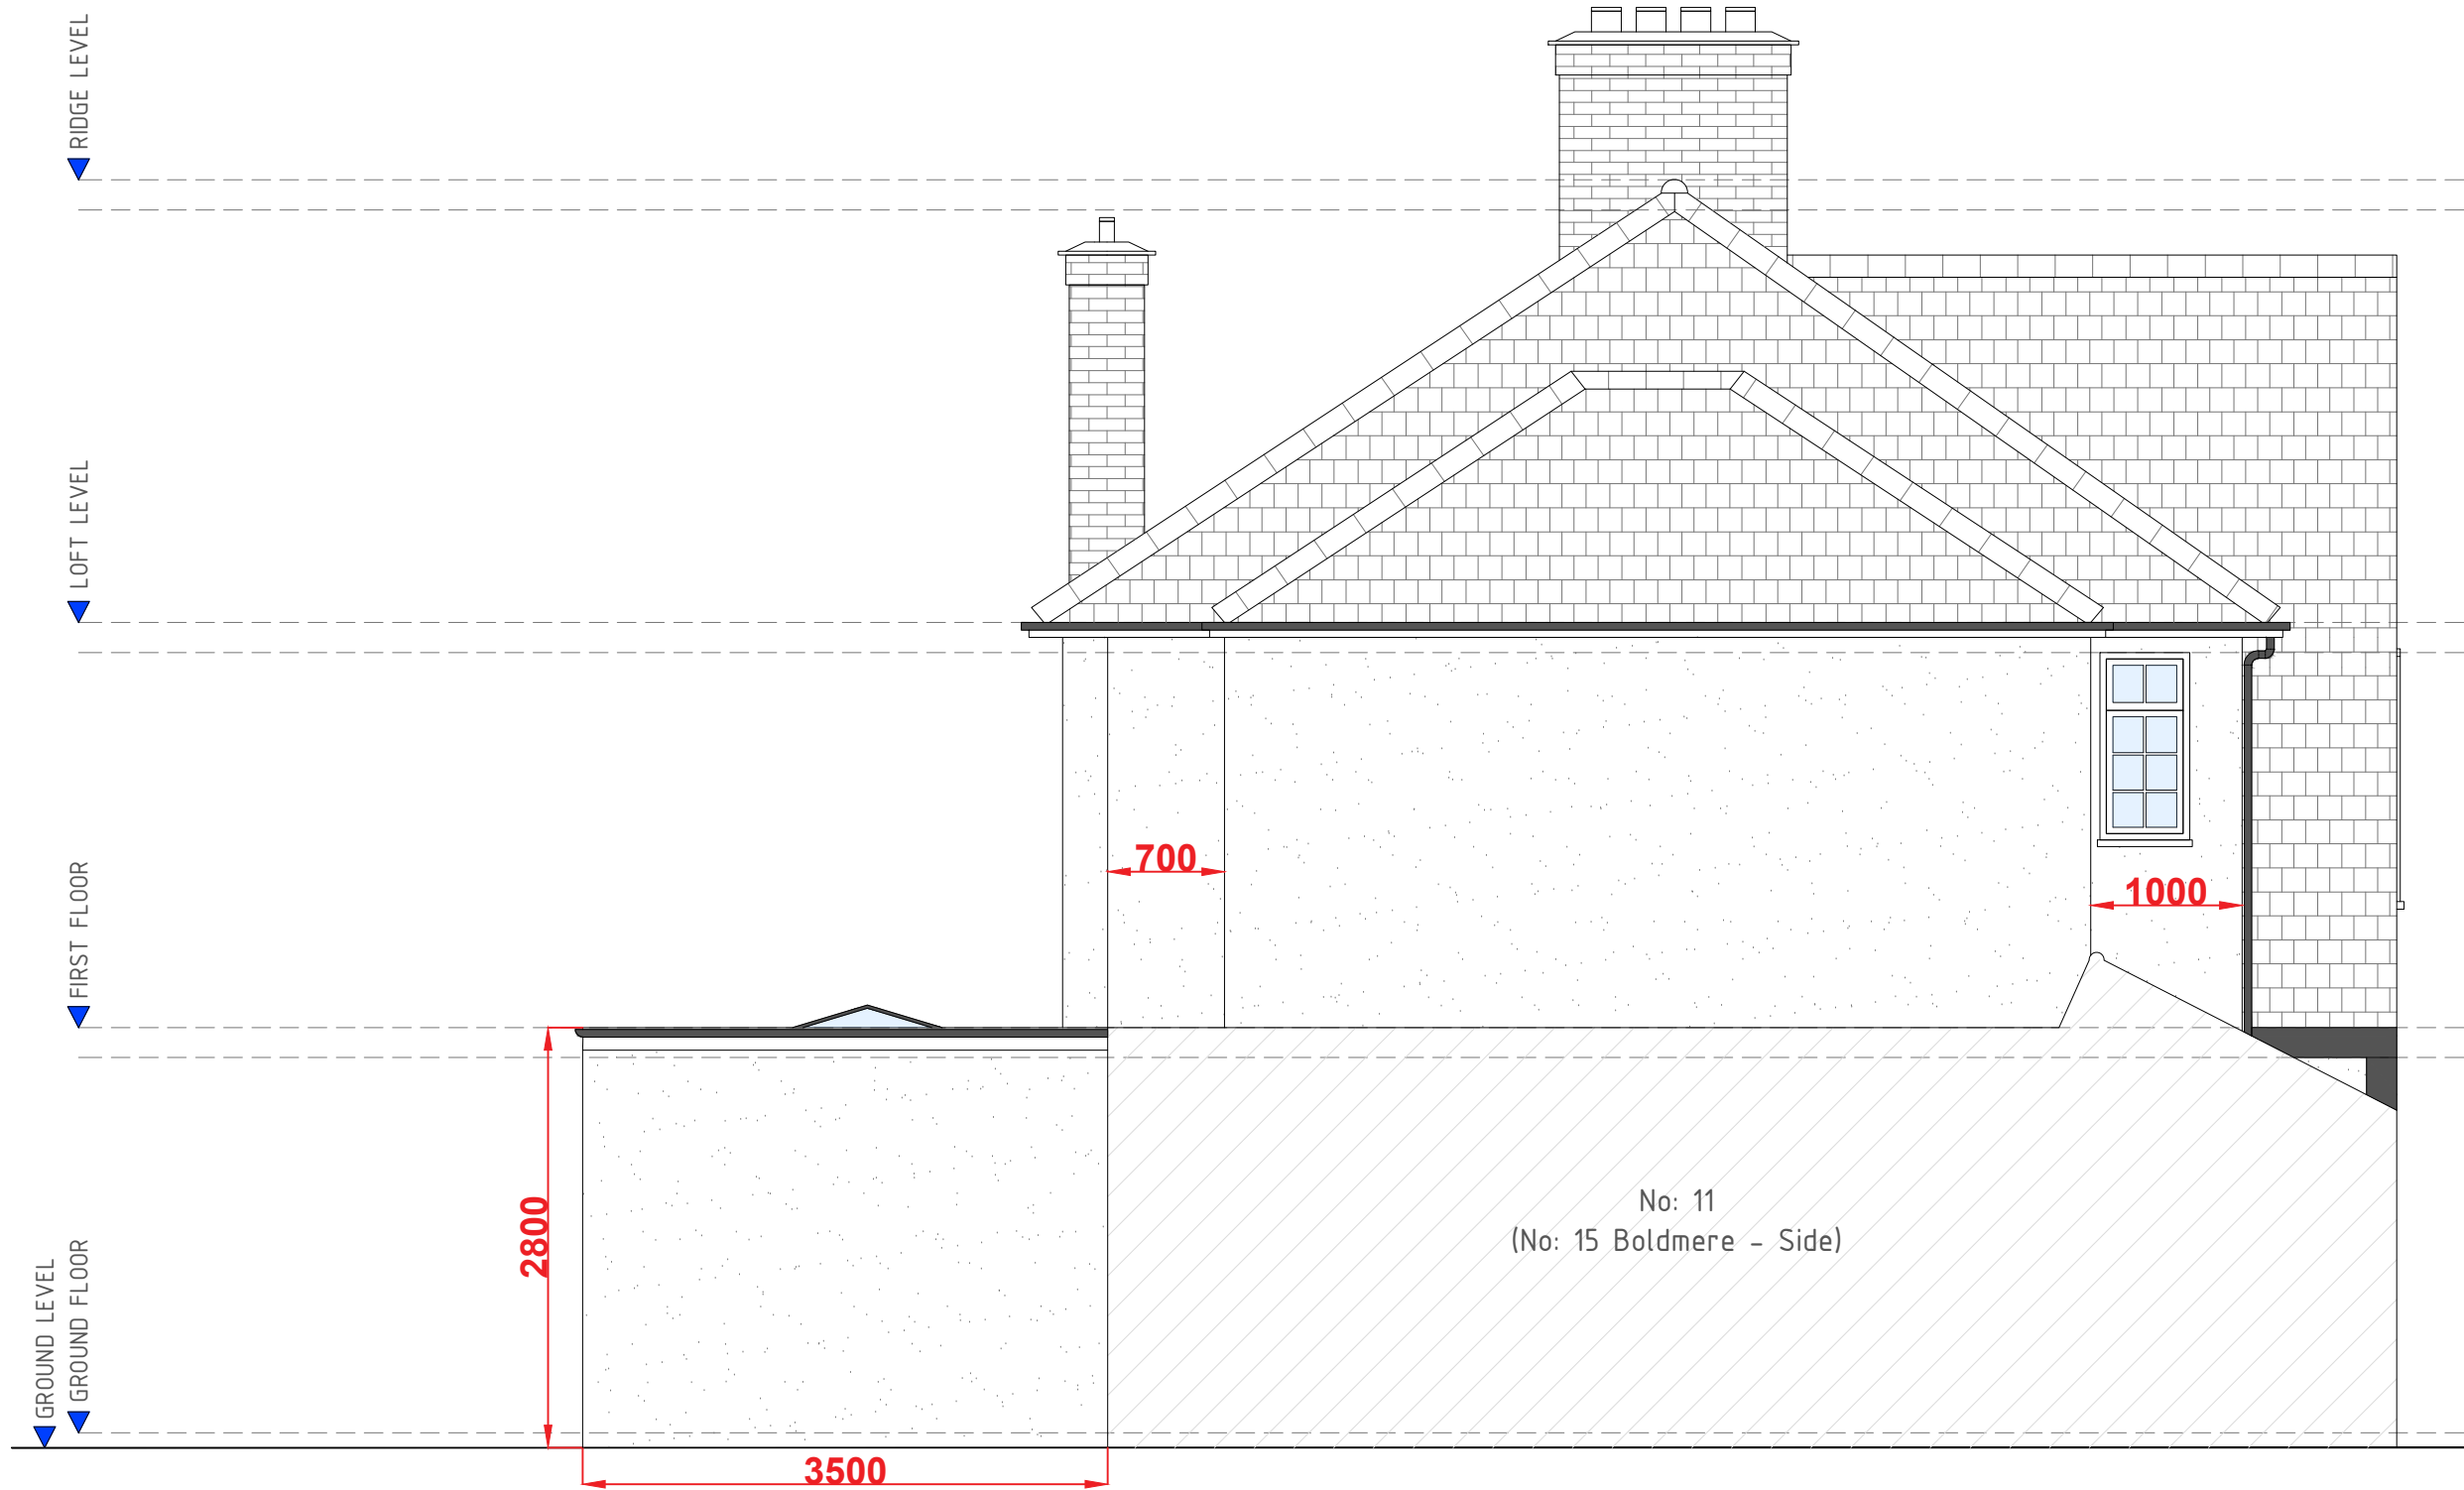 RIDGE LEVEL
LOFT LEVEL
FIRST FLOOR
GROUND FLOOR
GROUND LEVEL
700
1000
2800
3500
No: 11
(No: 15 Boldmere - Side)